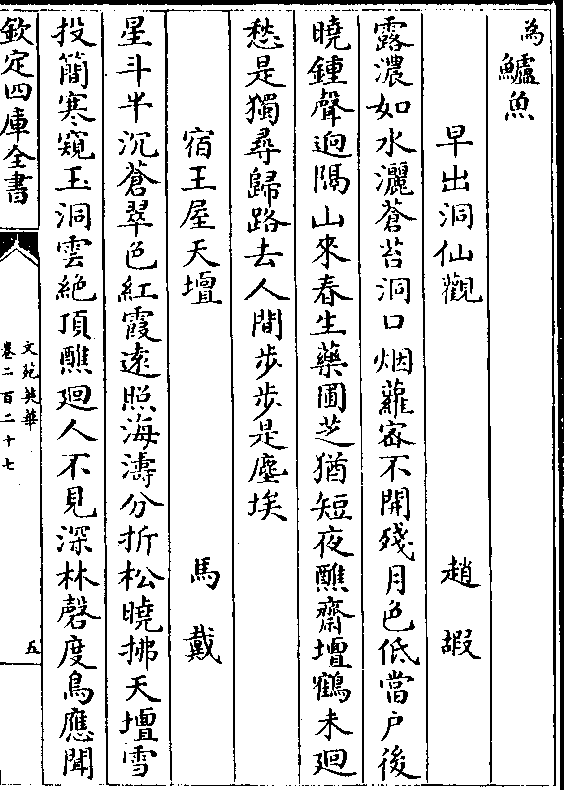 為鱸魚
早出洞仙觀 趙嘏
露濃如水灑蒼苔洞口烟蘿密不開殘月色低當户後
曉鍾聲逈隔山來春生藥圃芝猶短夜醮齋壇鶴未廻
愁是獨尋歸路去人間步步是塵埃
宿王屋天壇 馬戴
星斗半沉蒼翠色紅霞遠照海濤分折松曉拂天壇雪
投簡寒窺玉洞雲絶頂醮廻人不見深林磬度鳥應聞
欽定四庫全書
文苑英華
卷二百二十七
五